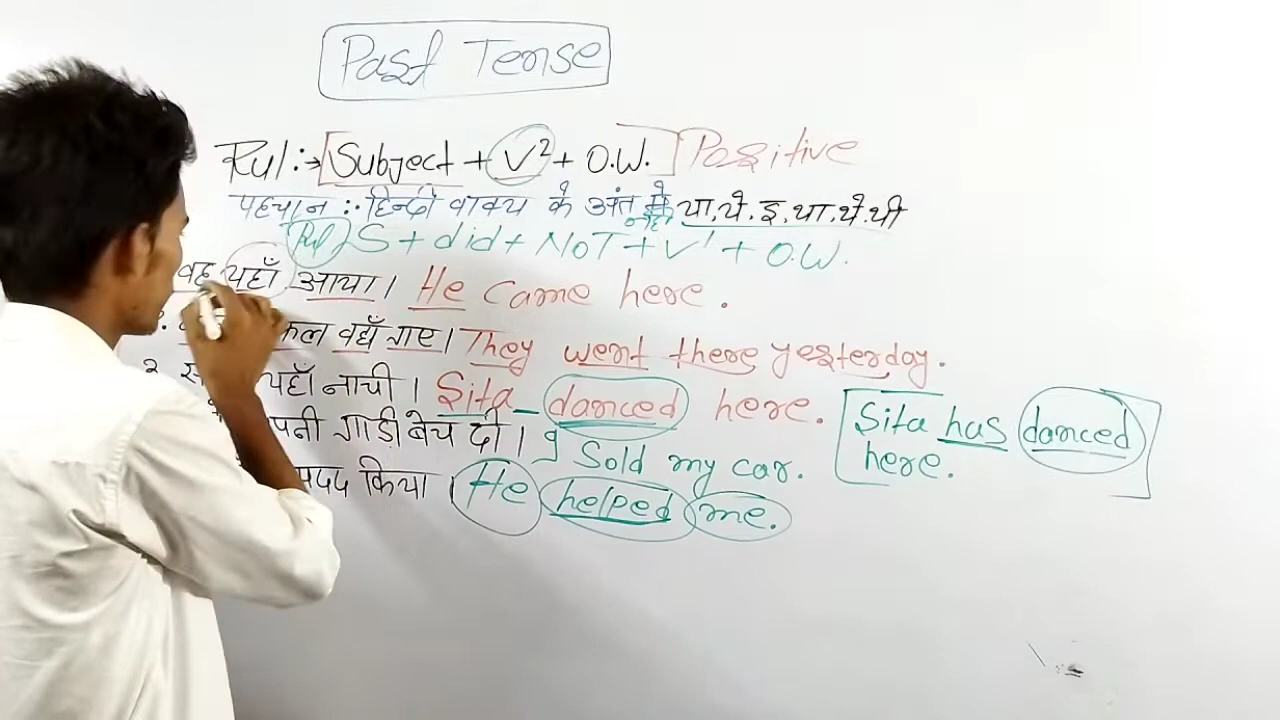 Past Tense
Rul:→ Subject + V² + O.W. Positive
पहचान :- हिन्दी वाक्य के अंत में या.ये.इ.था.थे.थी
नहीं
Rul S + did + NoT + V¹ + O.W.
वह यहाँ आया। He came here.
कल वहाँ गए। They went there yesterday.
यहाँ नाची। Sita danced here.
गाड़ी बेच दी। I Sold my car.
किया। He helped me.
Sita has danced
here.